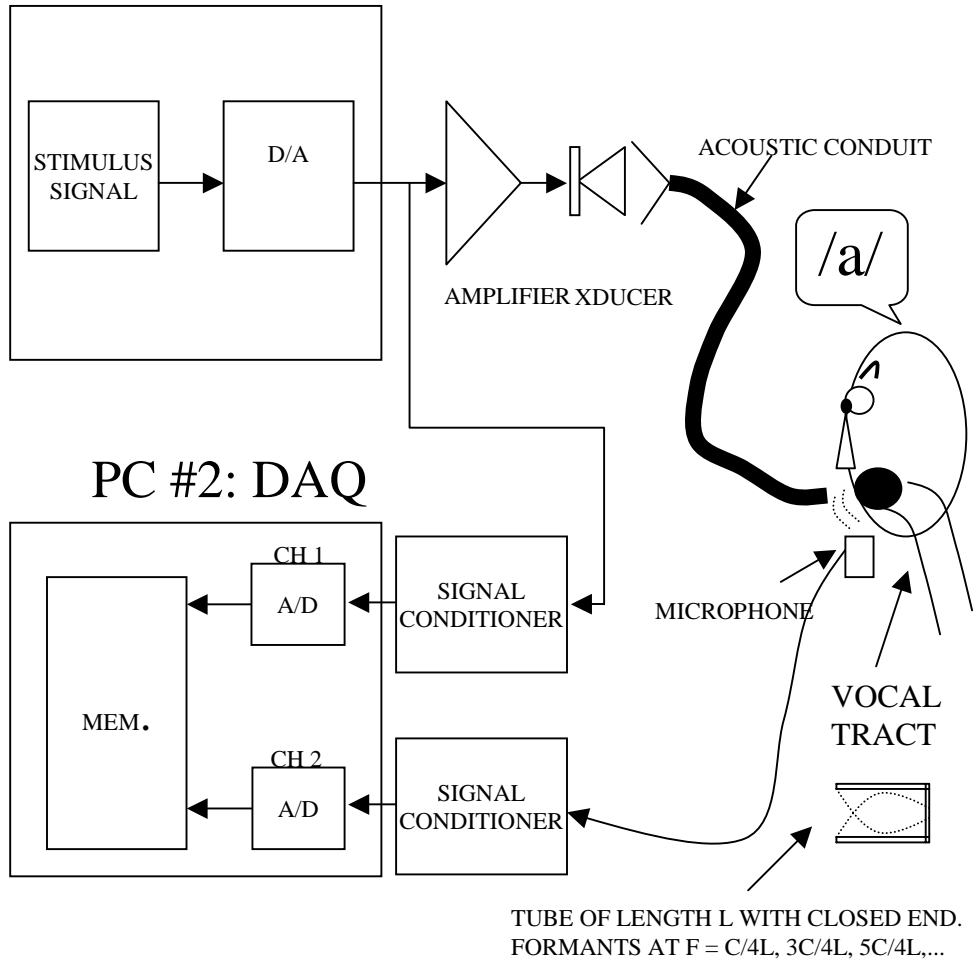 STIMULUS
SIGNAL
D/A
ACOUSTIC CONDUIT
/a/
AMPLIFIER XDUCER
PC #2: DAQ
CH 1
A/D
SIGNAL
CONDITIONER
MICROPHONE
MEM.
VOCAL
TRACT
CH 2
A/D
SIGNAL
CONDITIONER
TUBE OF LENGTH L WITH CLOSED END.
FORMANTS AT F = C/4L, 3C/4L, 5C/4L,...